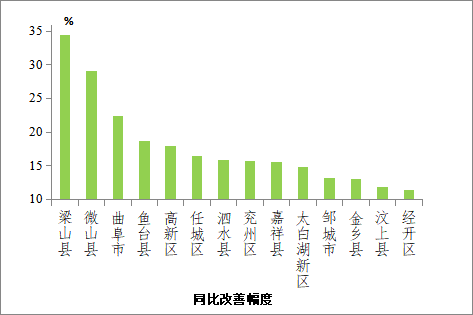 %
35
30
25
20
15
10
梁山县
微山县
曲阜市
鱼台县
高新区
任城区
泗水县
兖州区
嘉祥县
太白湖新区
邹城市
金乡县
汶上县
经开区
同比改善幅度